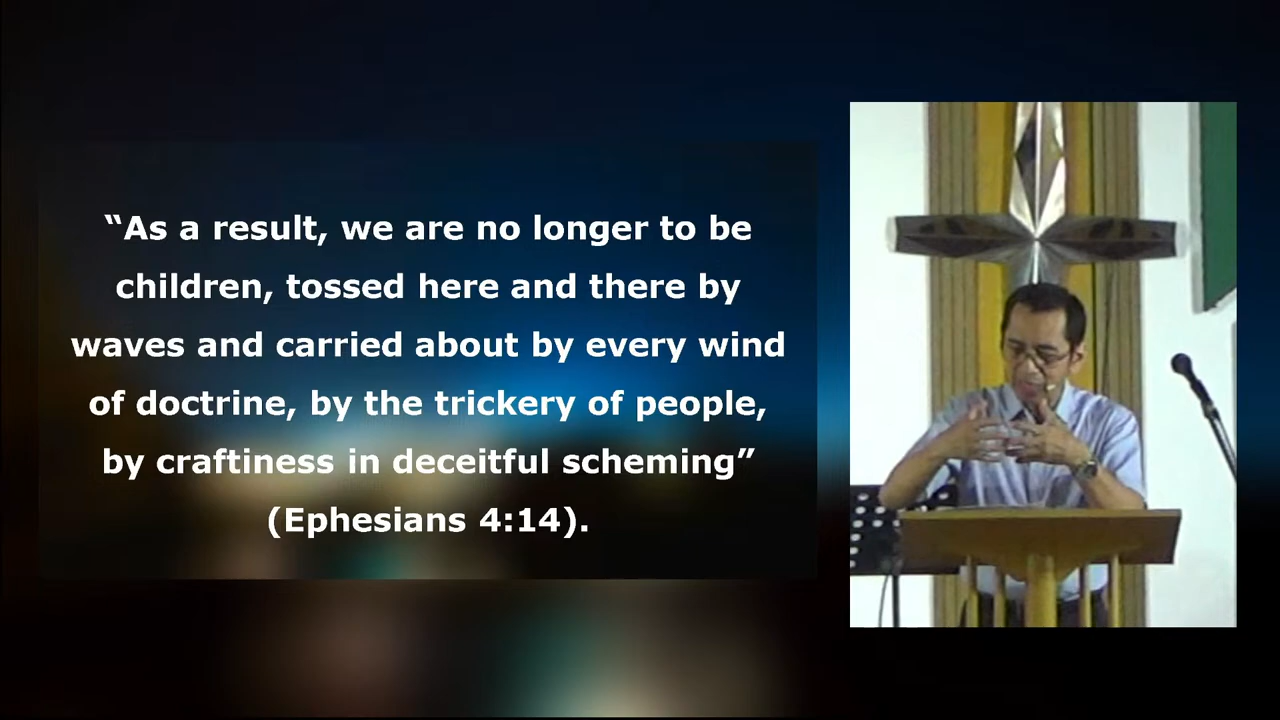 “As a result, we are no longer to be
children, tossed here and there by
waves and carried about by every wind
of doctrine, by the trickery of people,
by craftiness in deceitful scheming”
(Ephesians 4:14).